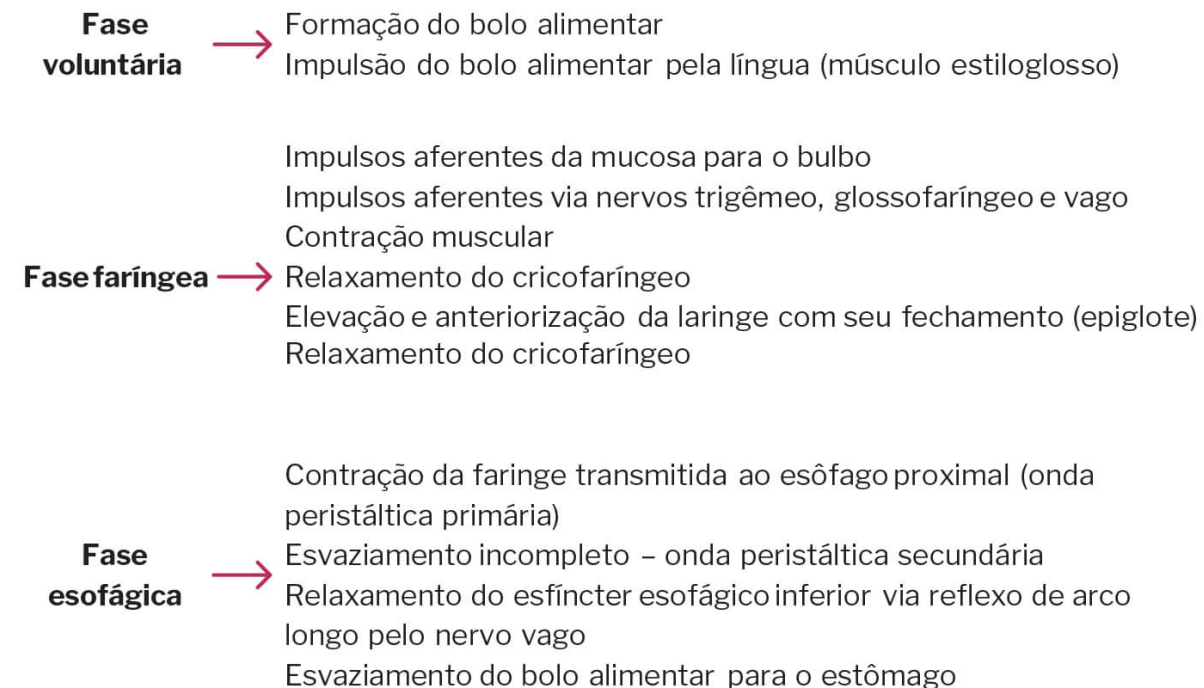 Fase
voluntária
Formação do bolo alimentar
Impulsão do bolo alimentar pela língua (músculo estiloglosso)
Fase faríngea
Impulsos aferentes da mucosa para o bulbo
Impulsos aferentes via nervos trigêmeo, glossofaríngeo e vago
Contração muscular
Relaxamento do cricofaríngeo
Elevação e anteriorização da laringe com seu fechamento (epiglote)
Relaxamento do cricofaríngeo
Fase
esofágica
Contração da faringe transmitida ao esôfago proximal (onda
peristáltica primária)
Esvaziamento incompleto – onda peristáltica secundária
Relaxamento do esfíncter esofágico inferior via reflexo de arco
longo pelo nervo vago
Esvaziamento do bolo alimentar para o estômago